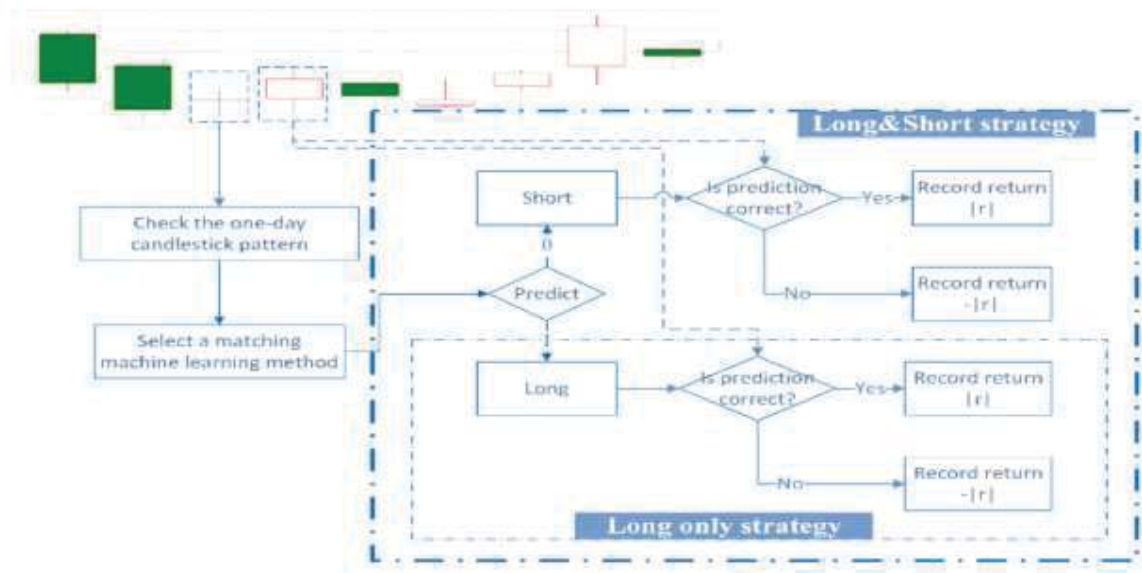 Long&Short strategy
Check the one-day
candlestick pattern
Select a matching
machine learning method
Short
0
Predict
Is prediction
correct?
Yes
Record return
|r|
No
Record return
-|r|
Long
Is prediction
correct?
Yes
Record return
|r|
No
Record return
-|r|
Long only strategy